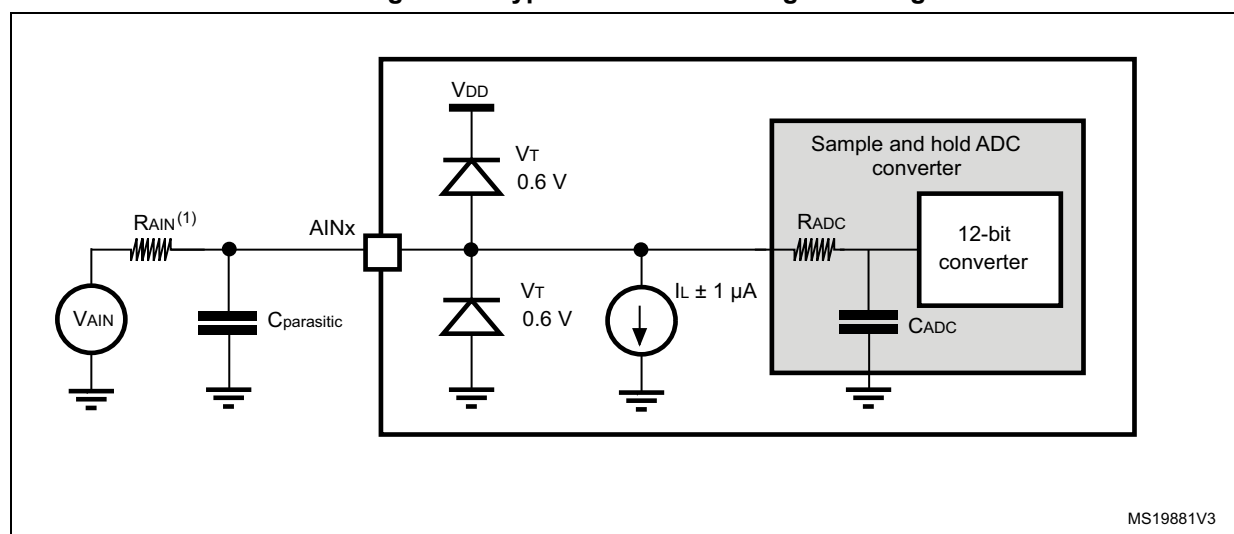 VDD
Sample and hold ADC
converter
VT
0.6 V
RAIN(1)
AINx
RADC
12-bit
converter
VT
0.6 V
IL ± 1 µA
VAIN
Cparasitic
CADC
MS19881V3